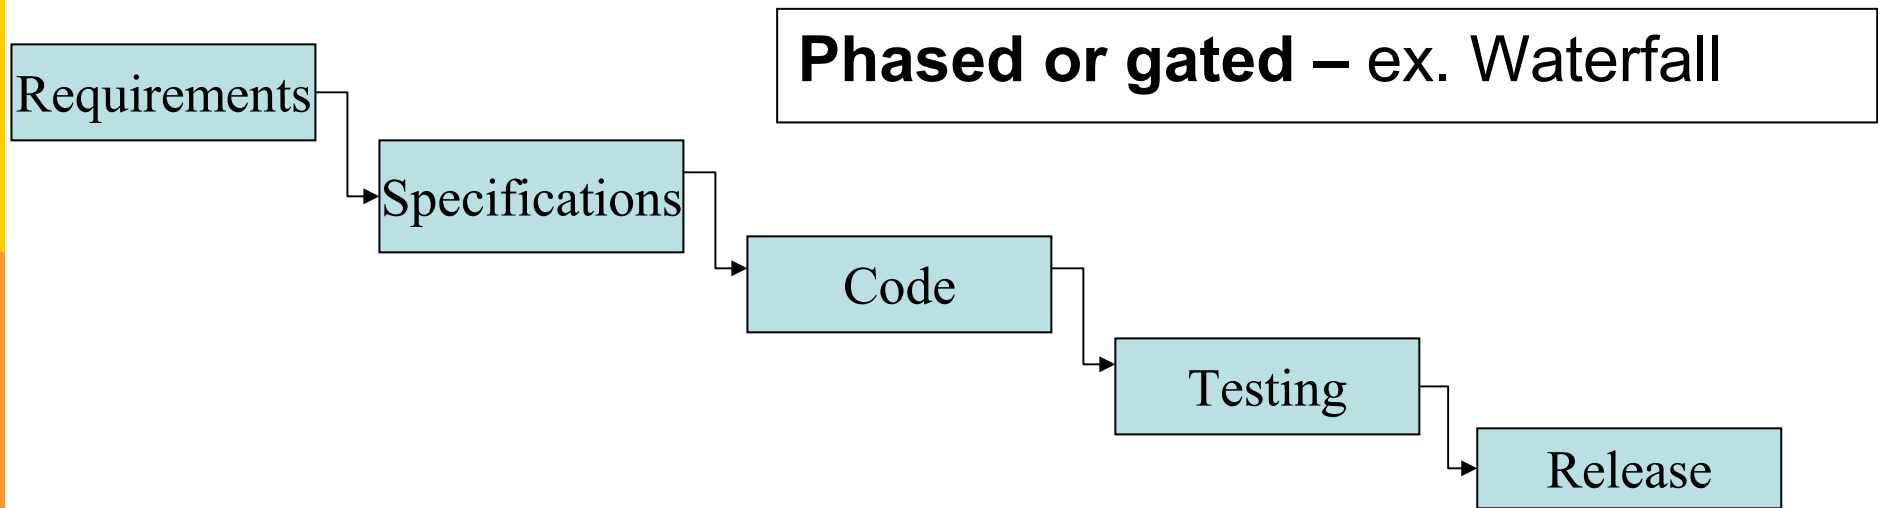 Phased or gated – ex. Waterfall
Requirements
Specifications
Code
Testing
Release